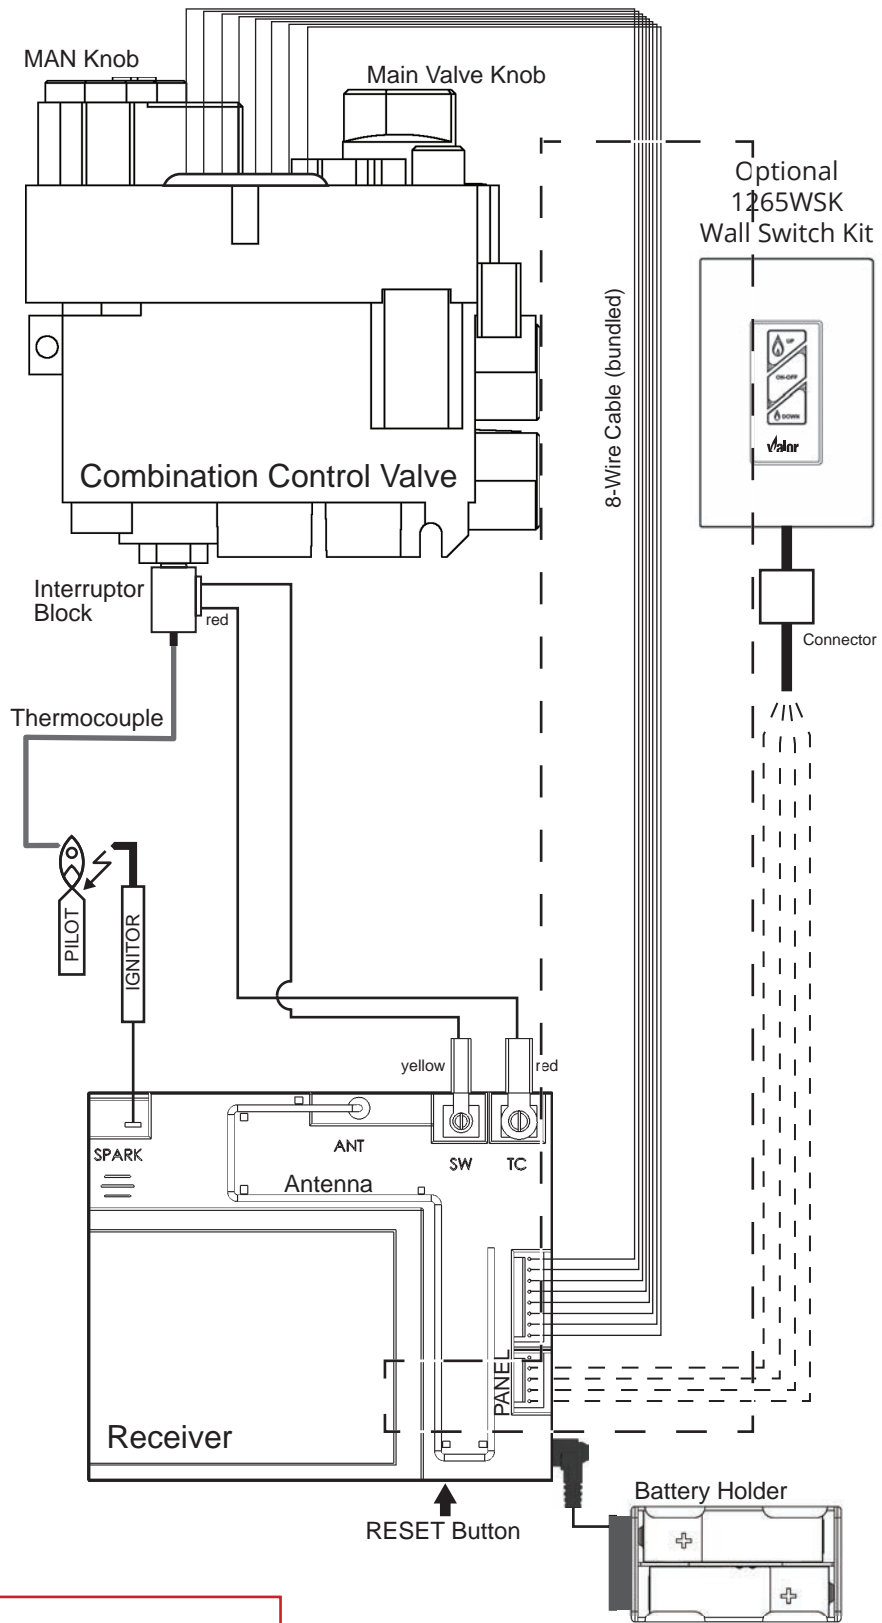 MAN Knob
Main Valve Knob
Optional
1265WSK
Wall Switch Kit
UP
ON-OFF
DOWN
Valor
8-Wire Cable (bundled)
Combination Control Valve
Interruptor
Block
red
Connector
Thermocouple
PILOT
IGNITOR
yellow
red
SPARK
ANT
SW
TC
Antenna
PANEL
Receiver
RESET Button
Battery Holder
+
+